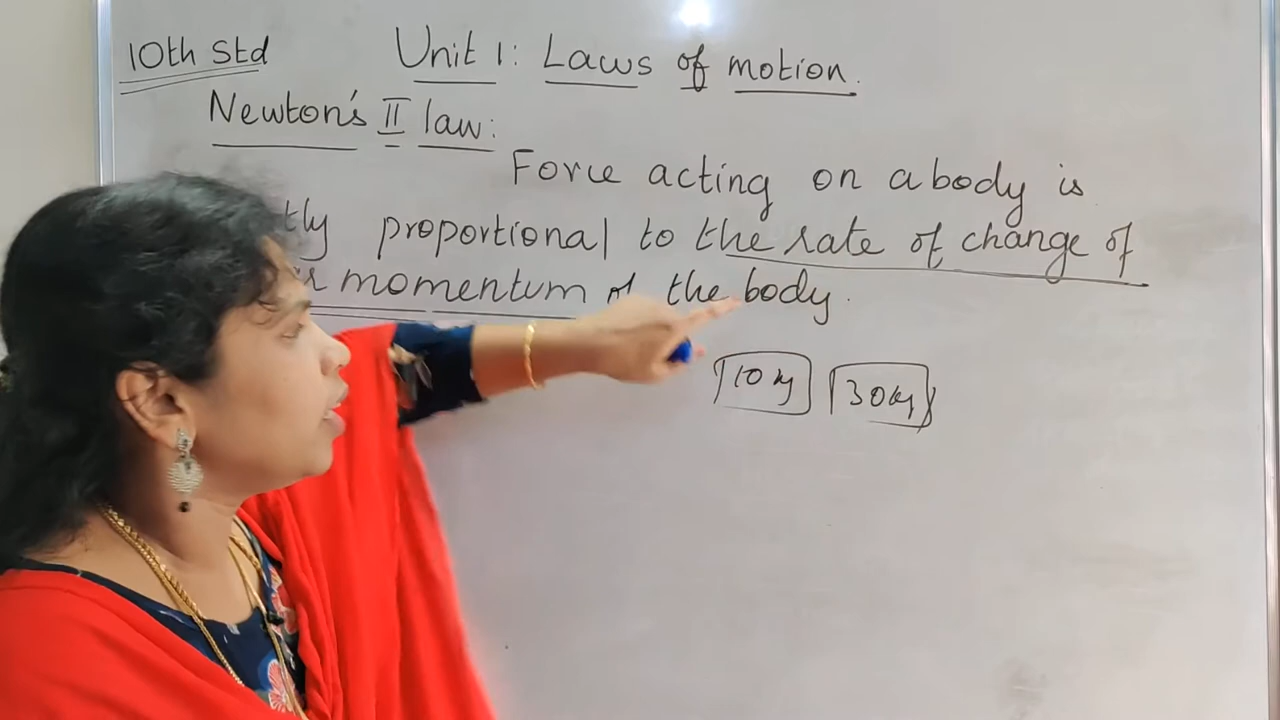 10th Std
Unit 1: Laws of motion.
Newton's II law:
Force acting on a body is
proportional to the rate of change of
momentum of the body.
10 kg
30 kg